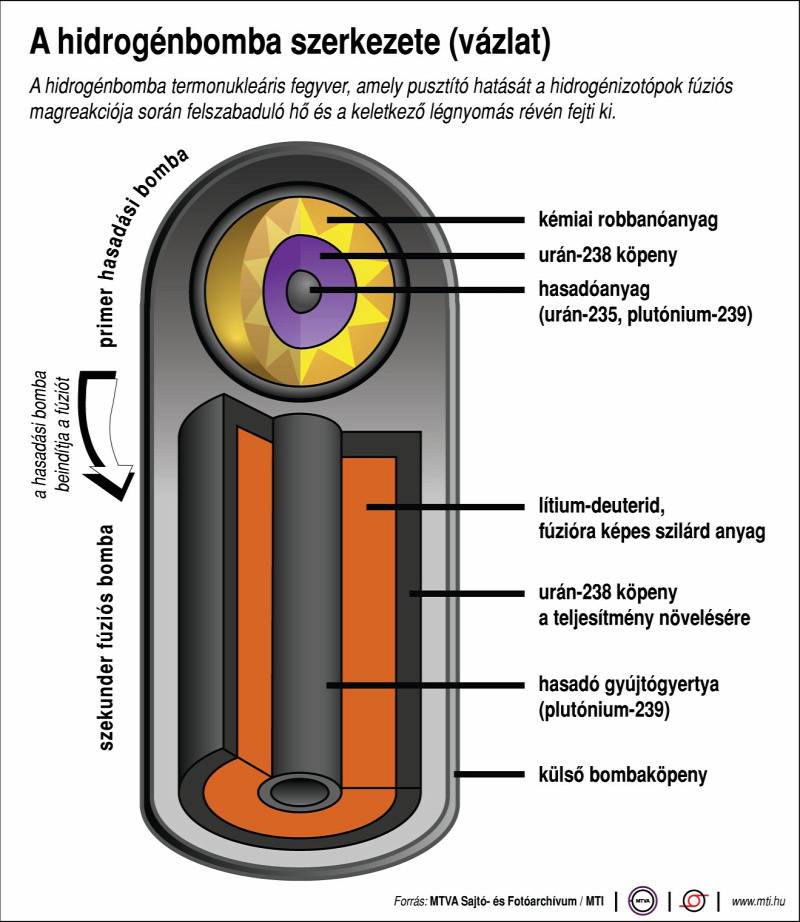 A hidrogénbomba szerkezete (vázlat)
A hidrogénbomba termonukleáris fegyver, amely pusztító hatását a hidrogénizotópok fúziós
magreakciója során felszabaduló hő és a keletkező légnyomás révén fejti ki.
primer hasadási bomba
kémiai robbanóanyag
urán-238 köpeny
hasadóanyag
(urán-235, plutónium-239)
a hasadási bomba
beindítja a fúziót
szekunder fúziós bomba
lítium-deuterid,
fúzióra képes szilárd anyag
urán-238 köpeny
a teljesítmény növelésére
hasadó gyújtógyertya
(plutónium-239)
külső bombaköpeny
Forrás: MTVA Sajtó- és Fotóarchívum / MTI | MTVA | | www.mti.hu